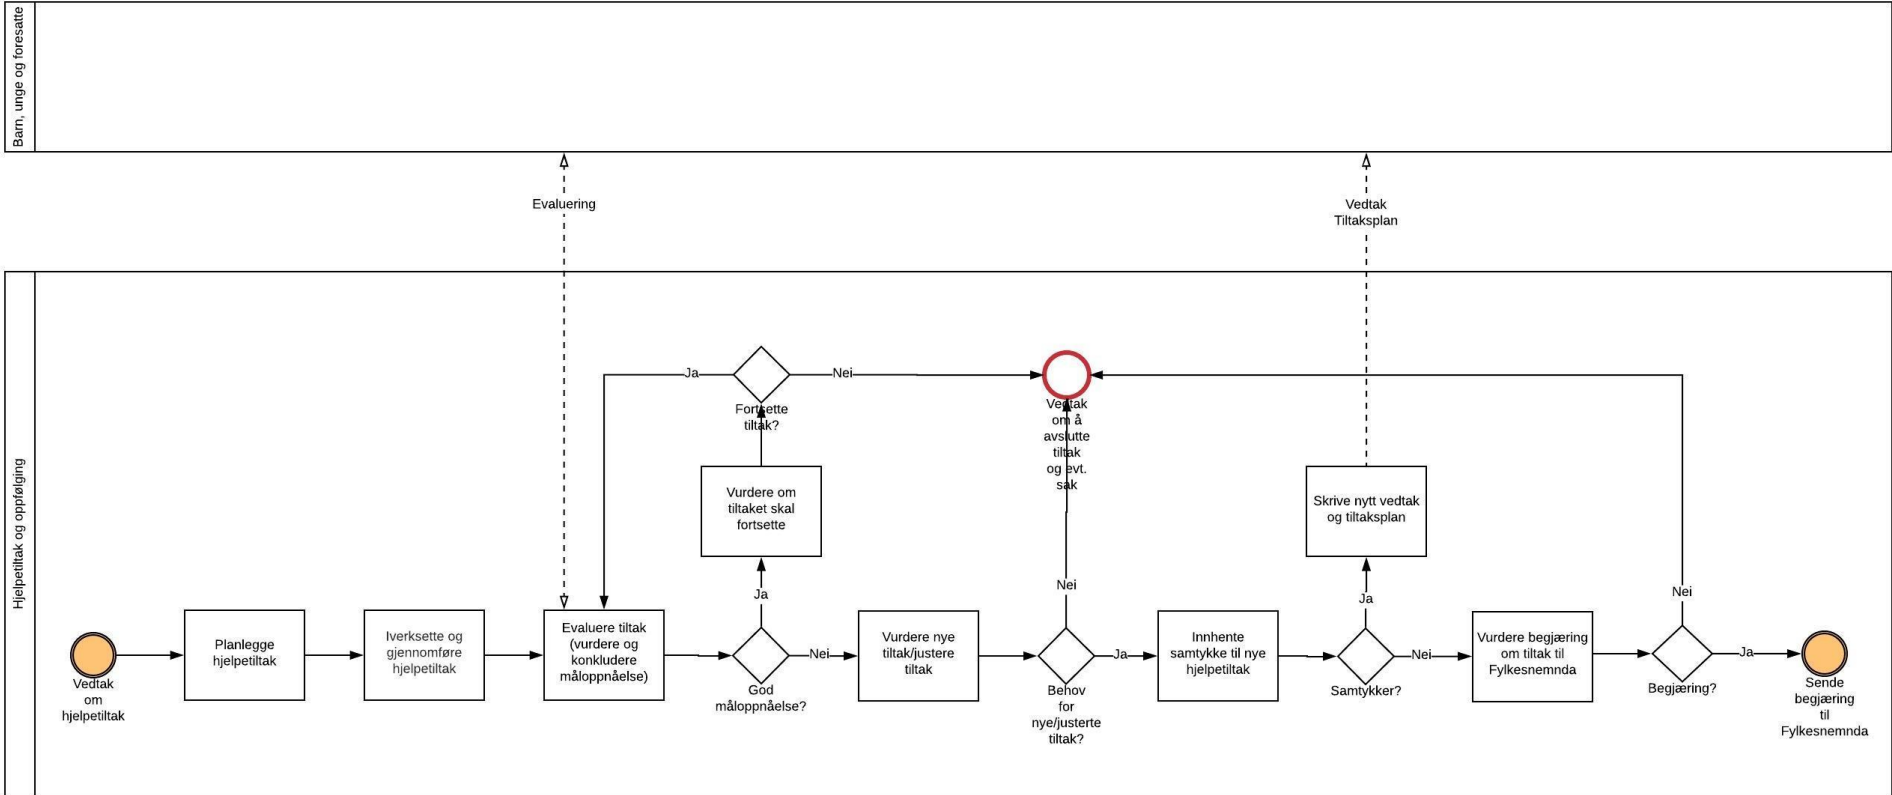 Barn, unge og foresatte
Evaluering
Vedtak
Tiltaksplan
Hjelpetiltak og oppfølging
Ja
Nei
Fortsette
tiltak?
Vedtak
om å
avslutte
tiltak
og evt.
sak
Vurdere om
tiltaket skal
fortsette
Skrive nytt vedtak
og tiltaksplan
Ja
Nei
Ja
Nei
Vedtak
om
hjelpetiltak
Planlegge
hjelpetiltak
Iverksette og
gjennomføre
hjelpetiltak
Evaluere tiltak
(vurdere og
konkludere
måloppnåelse)
God
måloppnåelse?
Nei
Vurdere nye
tiltak/justere
tiltak
Behov
for
nye/justerte
tiltak?
Ja
Innhente
samtykke til nye
hjelpetiltak
Samtykker?
Nei
Vurdere begjæring
om tiltak til
Fylkesnemnda
Begjæring?
Ja
Sende
begjæring
til
Fylkesnemnda